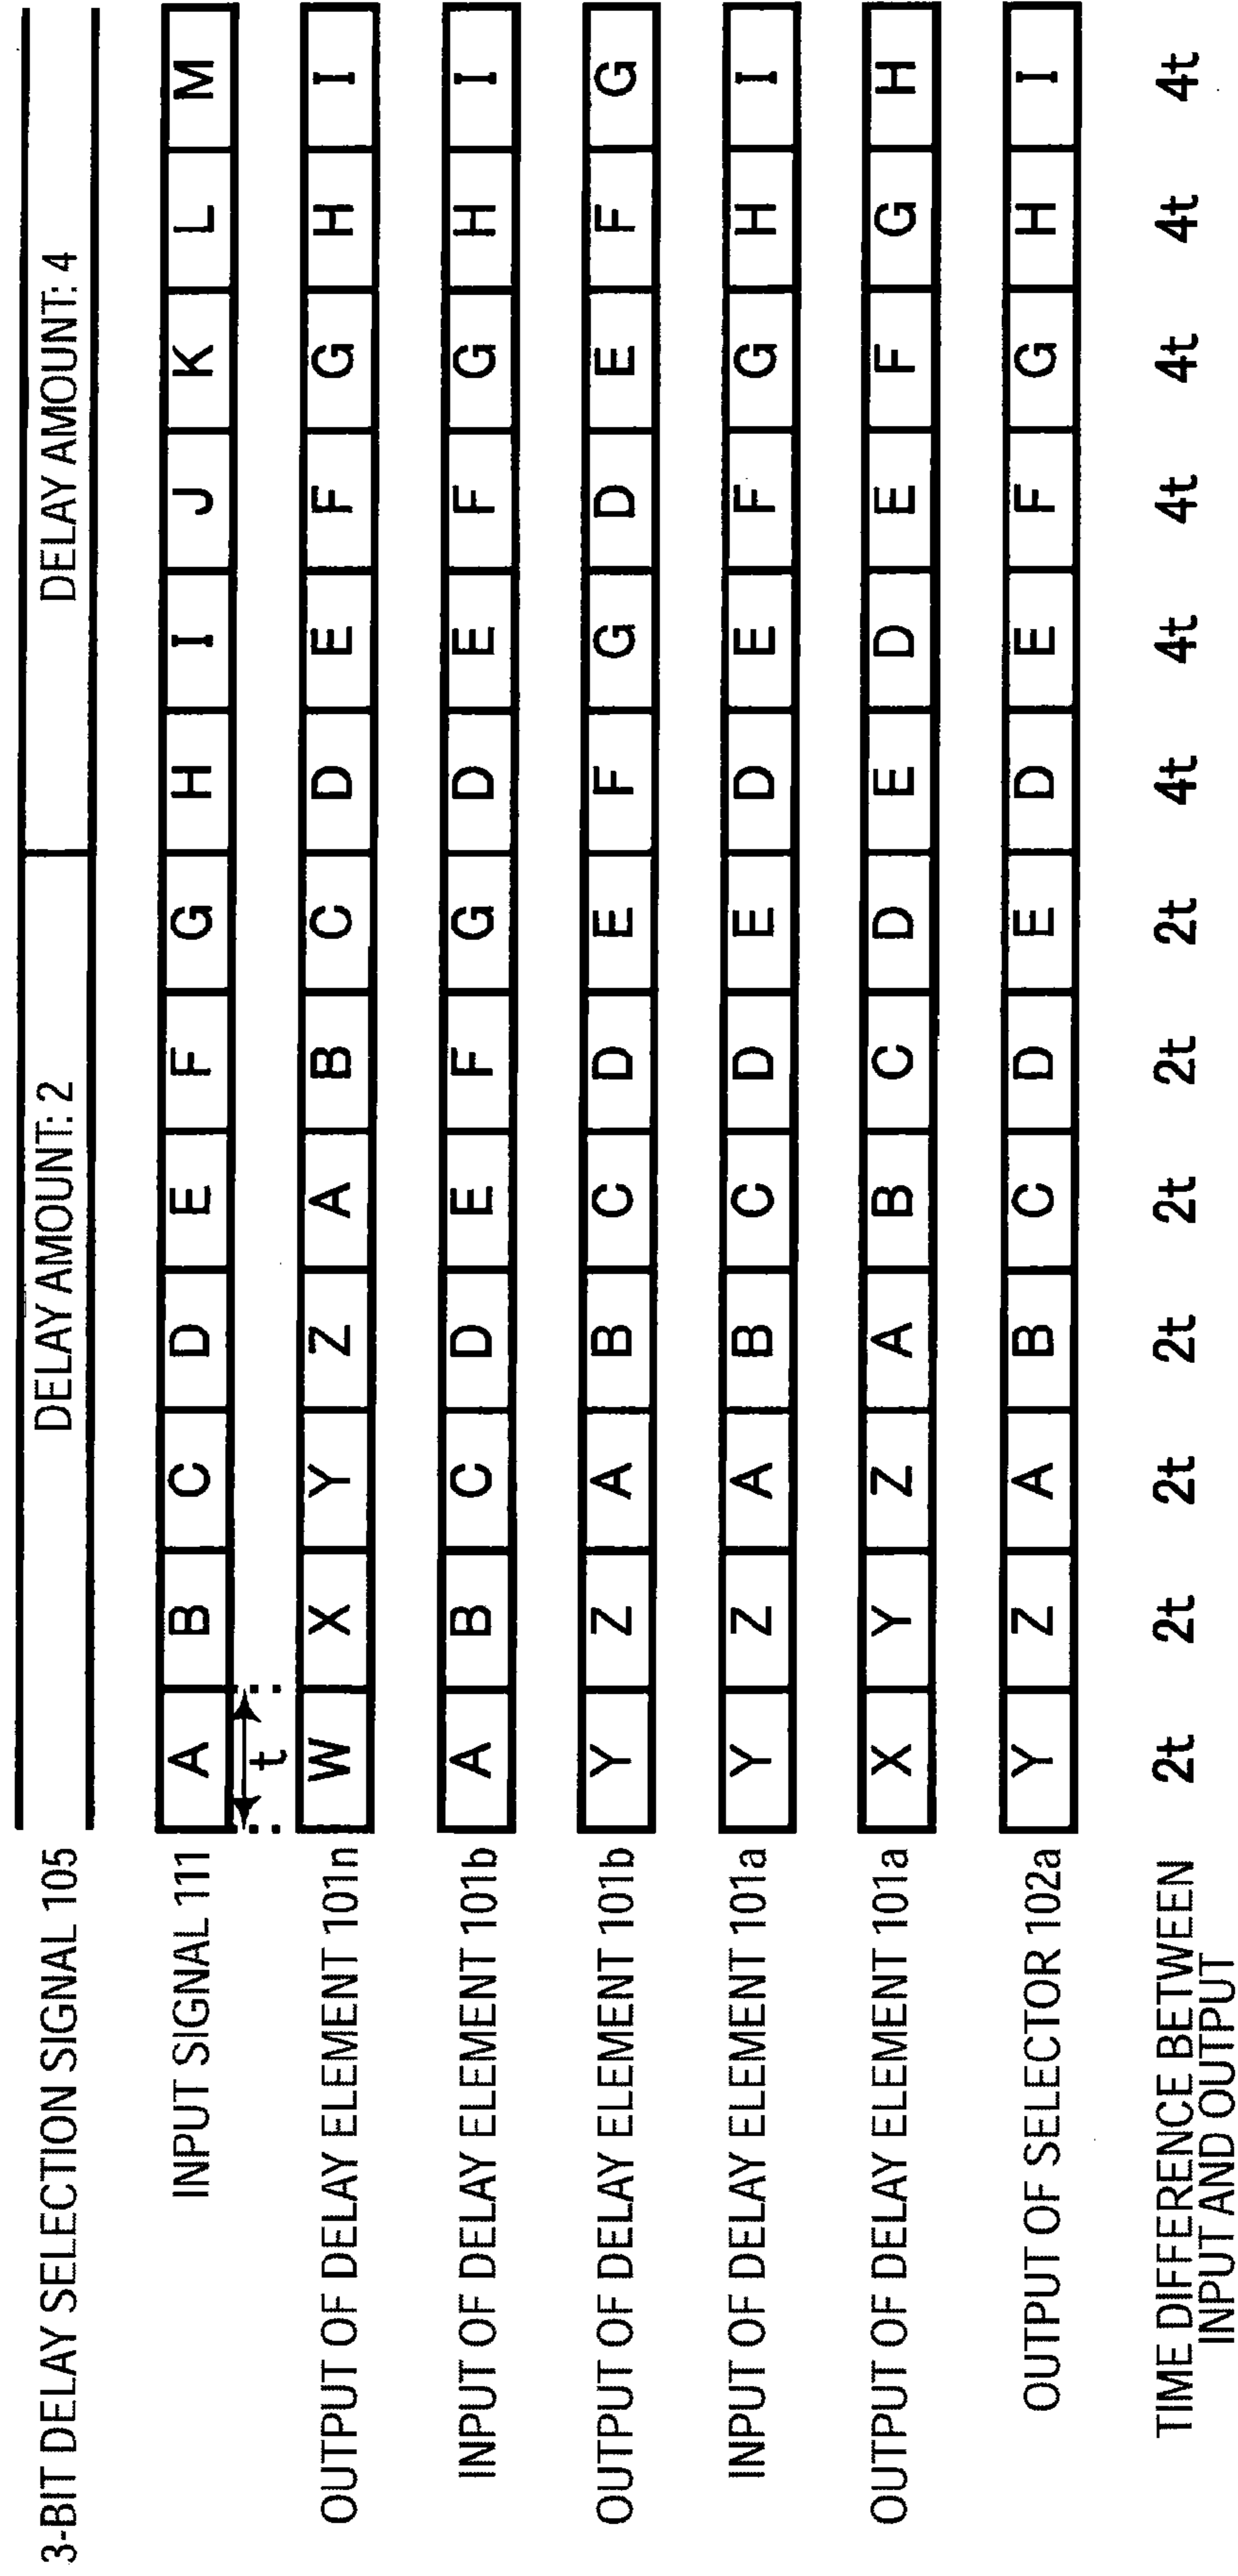 3-BIT DELAY SELECTION SIGNAL 105 DELAY AMOUNT: 2 DELAY AMOUNT: 4
INPUT SIGNAL 111 A B C D E F G H I J K L M
t
OUTPUT OF DELAY ELEMENT 101n W X Y Z A B C D E F G H I
INPUT OF DELAY ELEMENT 101b A B C D E F G D E F G H I
OUTPUT OF DELAY ELEMENT 101b Y Z A B C D E F G D E F G
INPUT OF DELAY ELEMENT 101a Y Z A B C D E D E F G H I
OUTPUT OF DELAY ELEMENT 101a X Y Z A B C D E D E F G H
OUTPUT OF SELECTOR 102a Y Z A B C D E D E F G H I
TIME DIFFERENCE BETWEEN 2t 2t 2t 2t 2t 2t 2t 4t 4t 4t 4t 4t 4t
INPUT AND OUTPUT